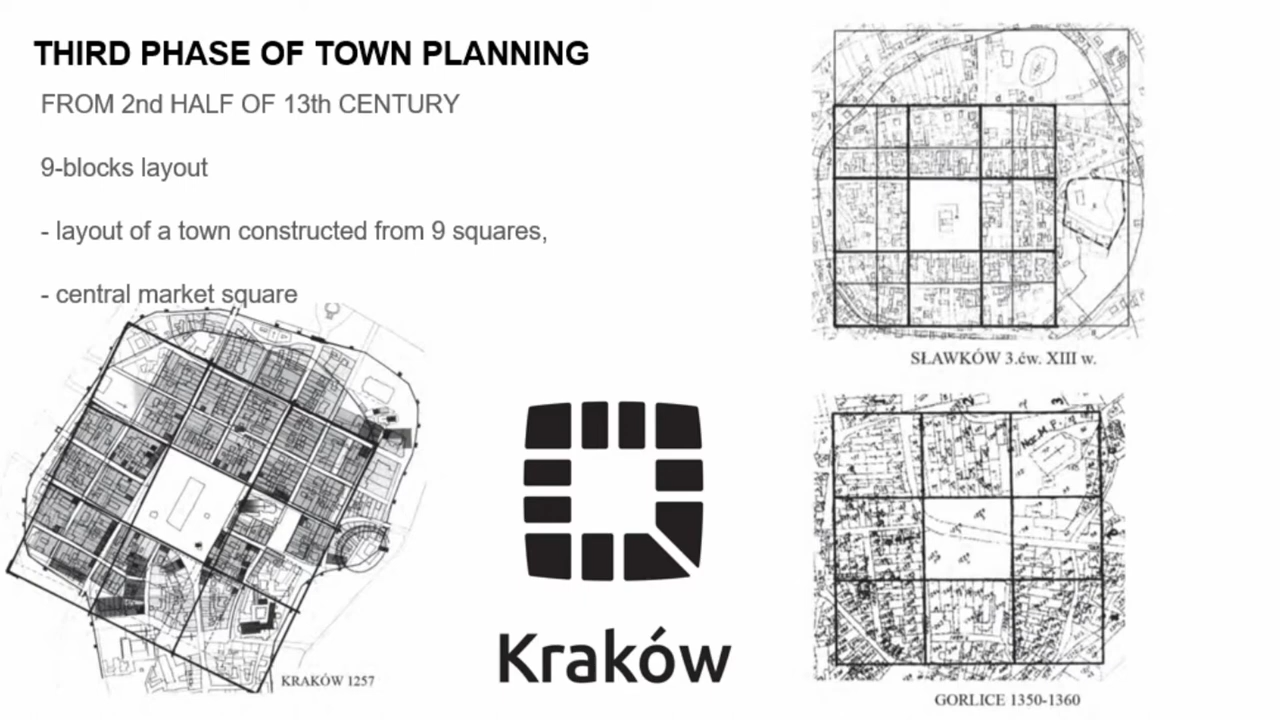 THIRD PHASE OF TOWN PLANNING
FROM 2nd HALF OF 13th CENTURY
9-blocks layout
- layout of a town constructed from 9 squares,
- central market square
KRAKÓW 1257
Kraków
SŁAWKÓW 3.ćw. XIII w.
GORLICE 1350-1360